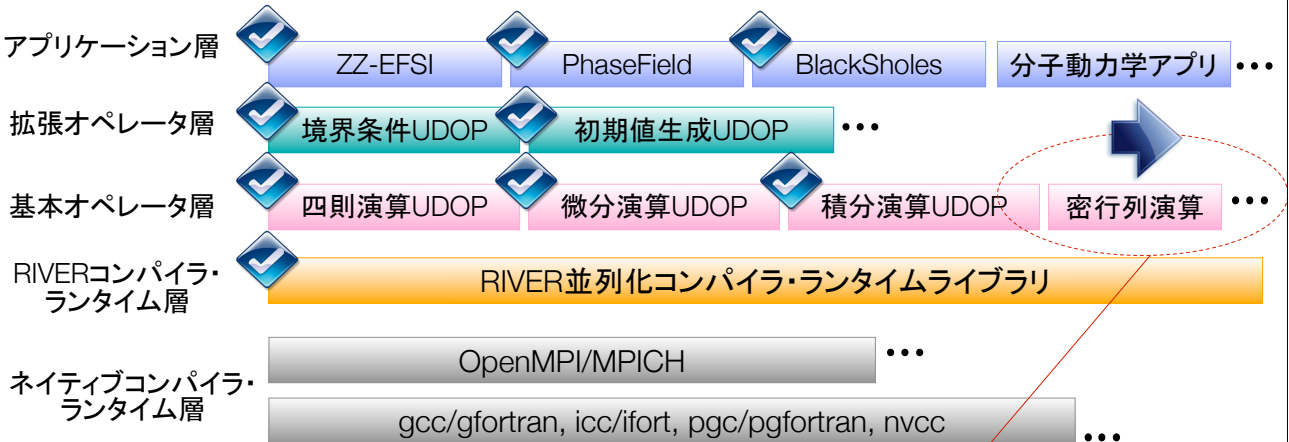 アプリケーション層
ZZ-EFSI
PhaseField
BlackSholes
分子動力学アプリ
•••
拡張オペレータ層
境界条件UDOP
初期値生成UDOP
•••
基本オペレータ層
四則演算UDOP
微分演算UDOP
積分演算UDOP
密行列演算
•••
RIVERコンパイラ・
ランタイム層
RIVER並列化コンパイラ・ランタイムライブラリ
ネイティブコンパイラ・
ランタイム層
OpenMPI/MPICH
•••
gcc/gfortran, icc/ifort, pgc/pgfortran, nvcc
•••